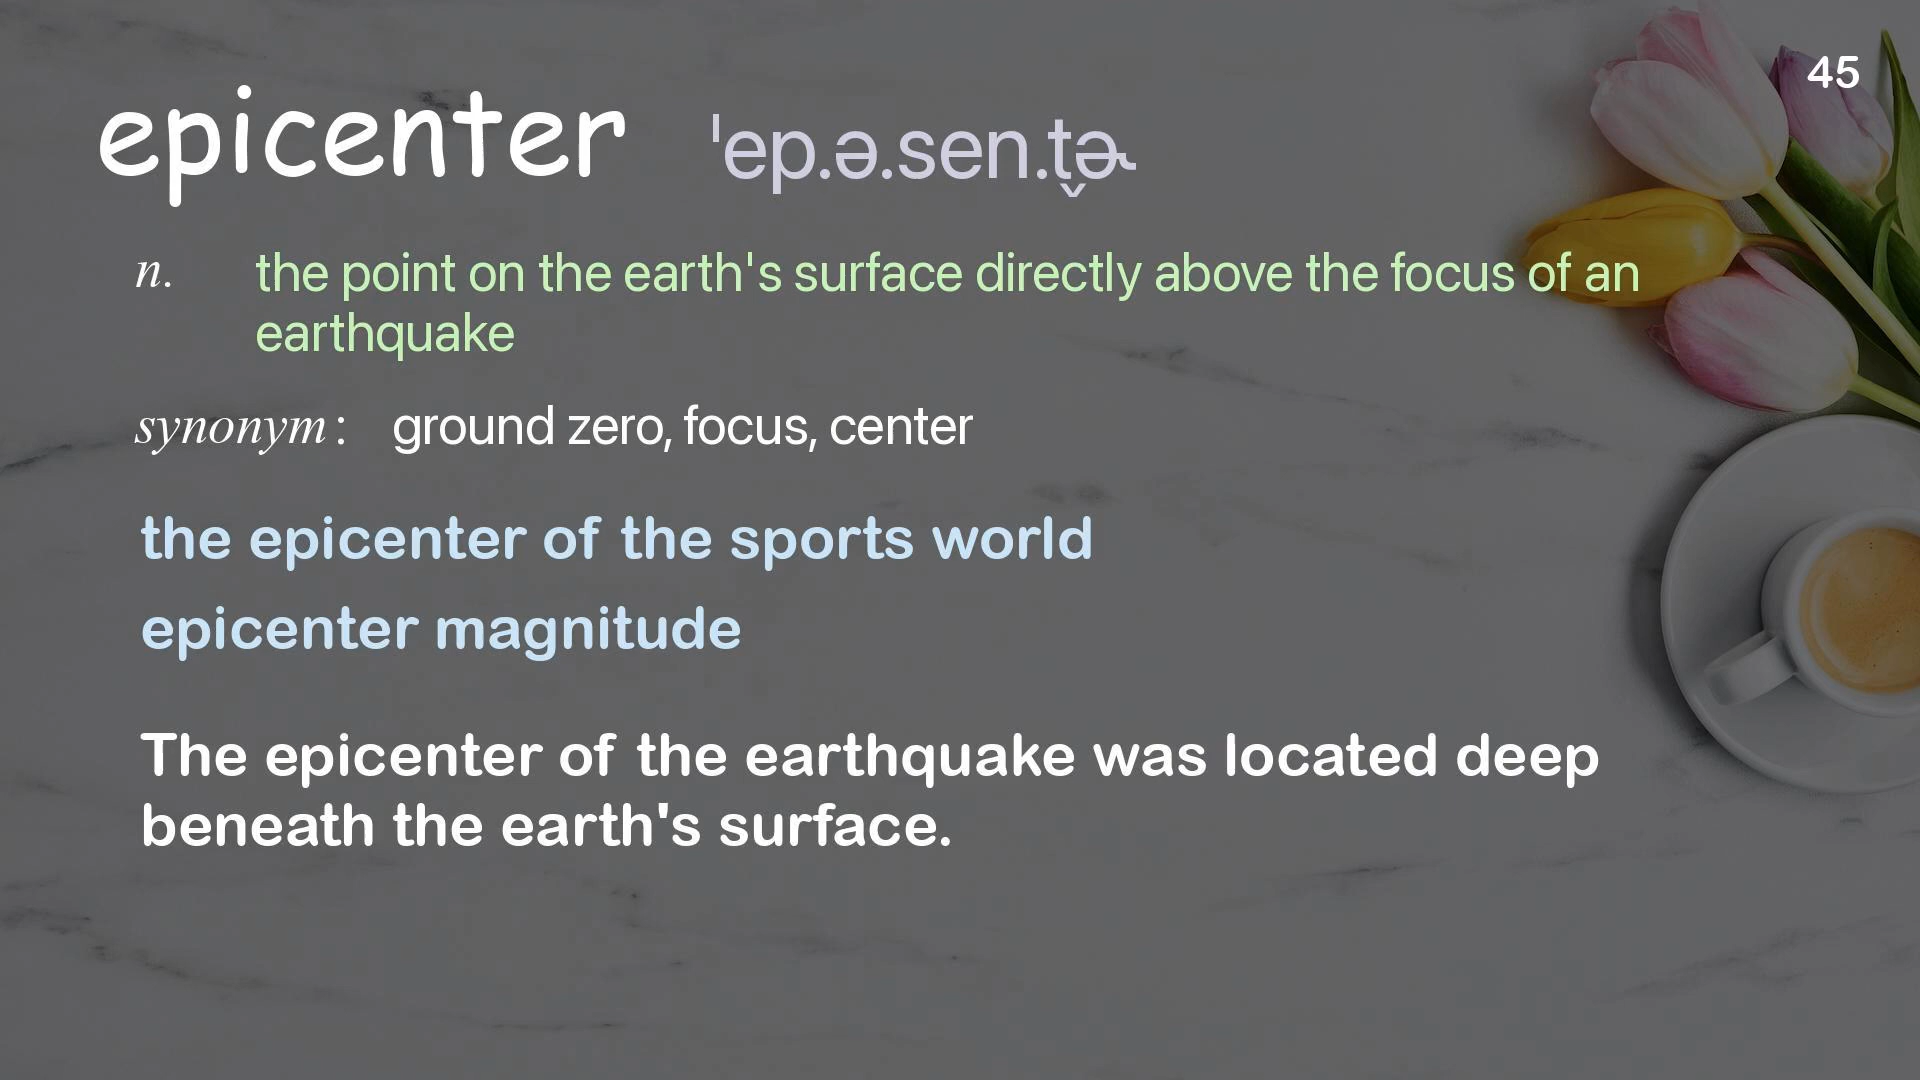 45
epicenter ˈep.ə.sen.t̬ɚ
n. the point on the earth's surface directly above the focus of an
earthquake
synonym : ground zero, focus, center
the epicenter of the sports world
epicenter magnitude
The epicenter of the earthquake was located deep
beneath the earth's surface.